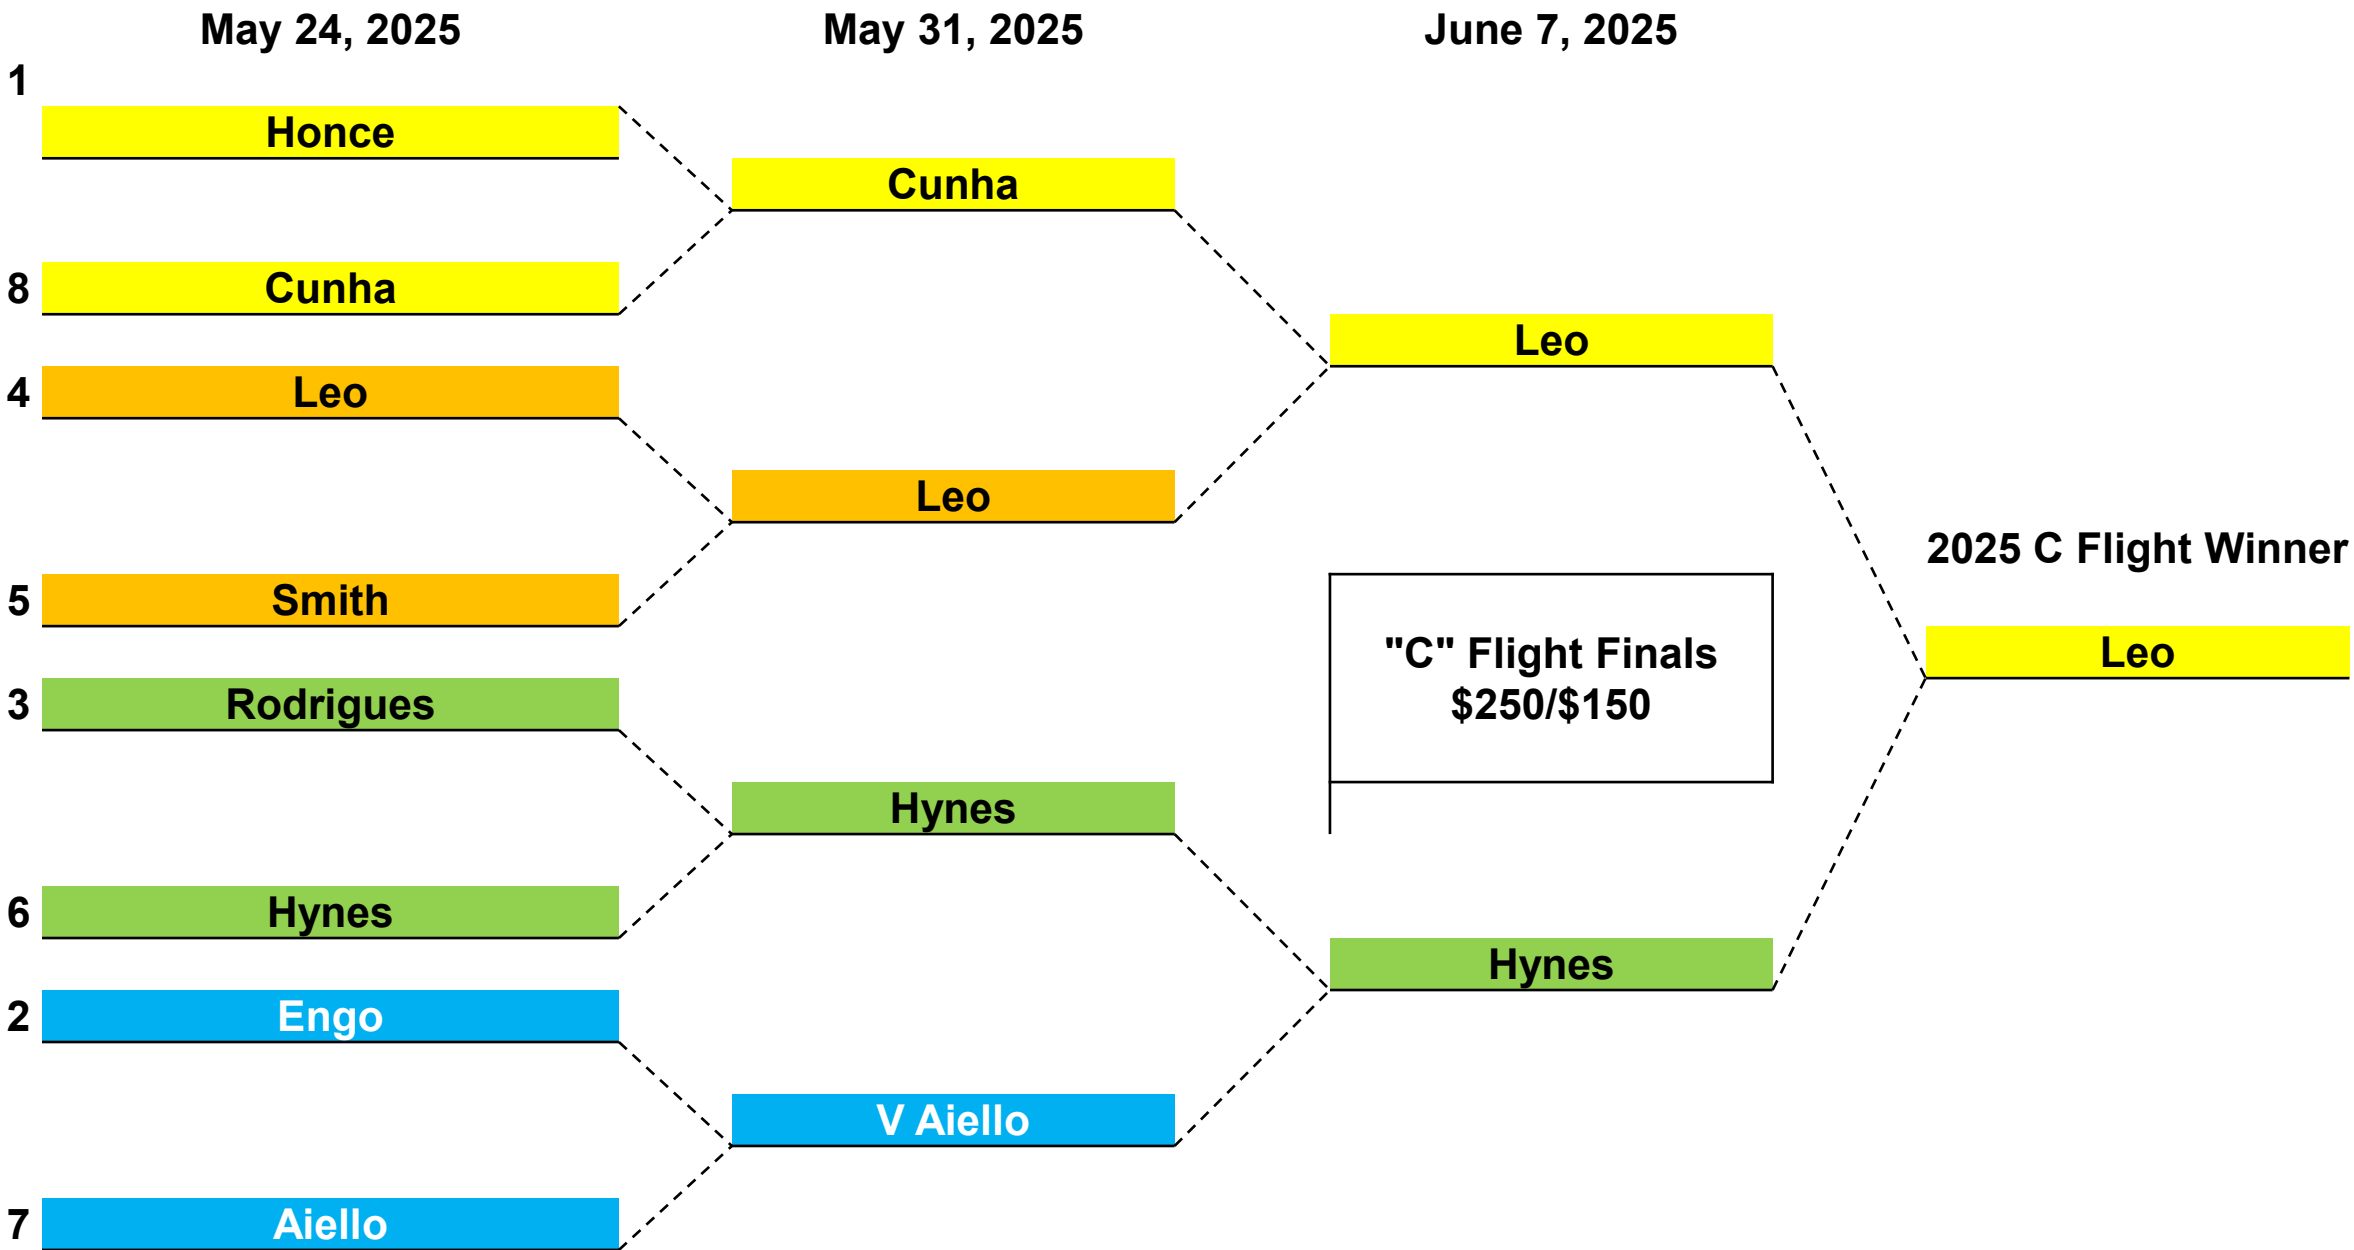 May 24, 2025
May 31, 2025
June 7, 2025
1
Honce
Cunha
8
Cunha
Leo
4
Leo
Leo
2025 C Flight Winner
5
Smith
"C" Flight Finals
$250/$150
Leo
3
Rodrigues
Hynes
6
Hynes
Hynes
2
Engo
V Aiello
7
Aiello